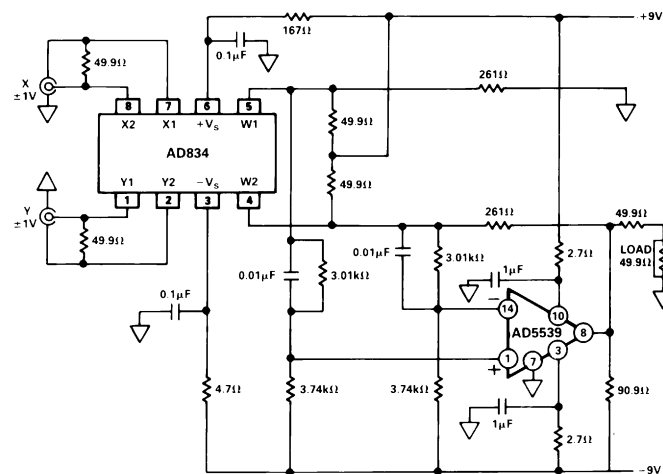 +9V
167Ω
0.1μF
49.9Ω
X
±1V
8 7 6 5
X2 X1 +VS W1
261Ω
49.9Ω
AD834
Y1 Y2 −VS W2
1 2 3 4
49.9Ω
Y
±1V
49.9Ω
261Ω
49.9Ω
LOAD
49.9Ω
0.01μF
3.01kΩ
0.01μF
3.01kΩ
2.7Ω
1μF
0.1μF
−
14
10
AD5539
8
1
+
7
3
4.7Ω
3.74kΩ
3.74kΩ
90.9Ω
1μF
2.7Ω
−9V